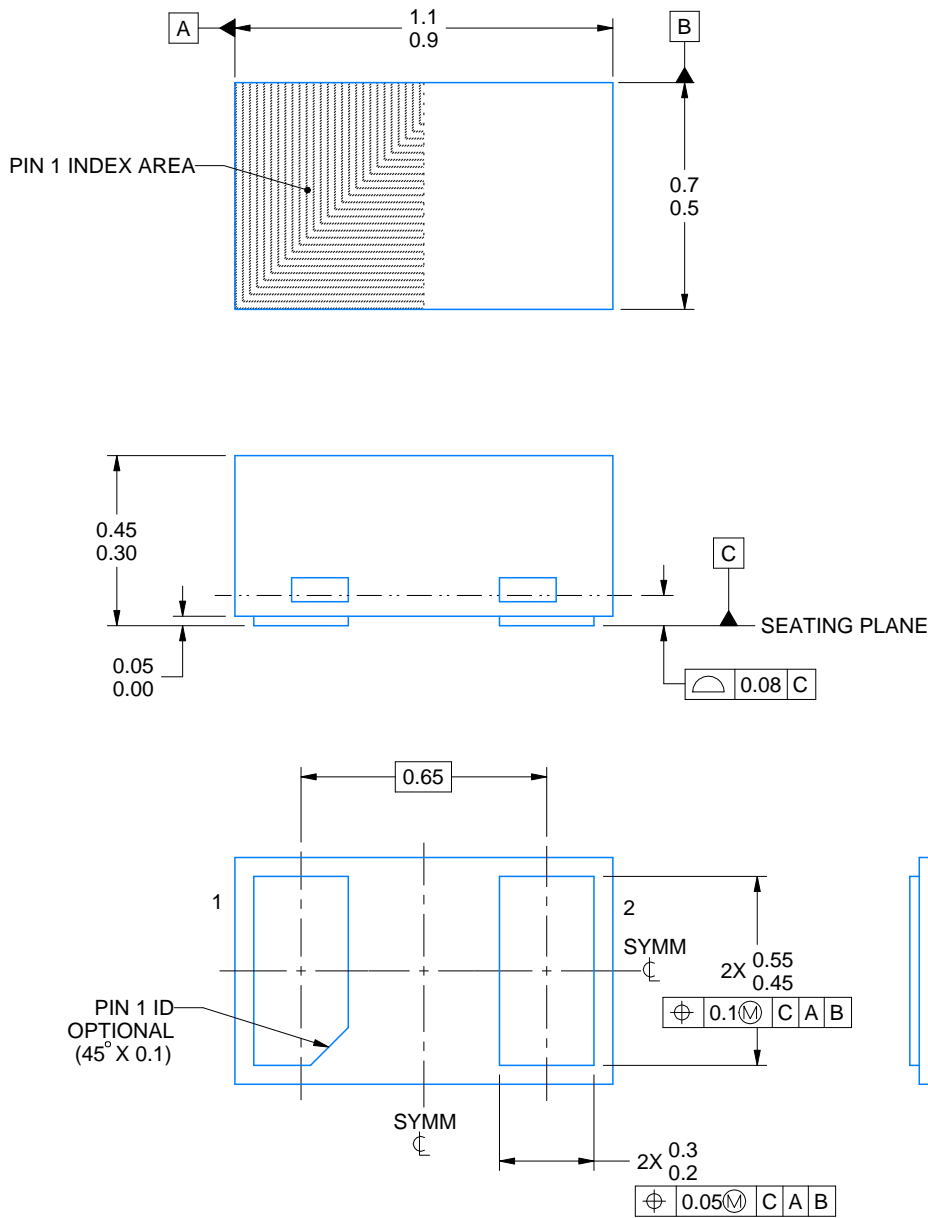 A
1.1
0.9
B
PIN 1 INDEX AREA
0.7
0.5
0.45
0.30
C
SEATING PLANE
0.05
0.00
⌓ 0.08 C
0.65
1
2
SYMM
℄
2X 0.55
0.45
⌖ 0.1Ⓜ C A B
PIN 1 ID
OPTIONAL
(45° X 0.1)
SYMM
℄
2X 0.3
0.2
⌖ 0.05Ⓜ C A B